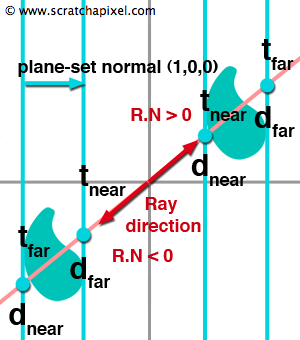 © www.scratchapixel.com
t far
plane-set normal (1,0,0)
t near
R.N > 0
d far
d near
t near
Ray
direction
t far
R.N < 0
d far
d near